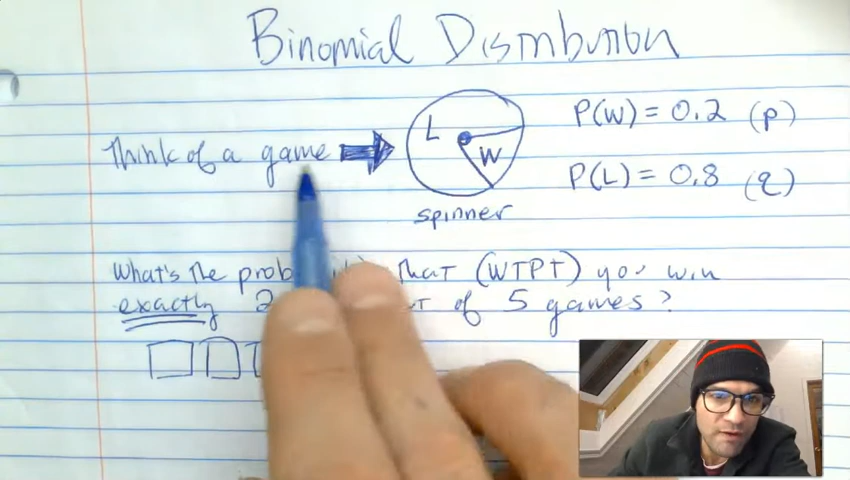 Binomial Distribution
Think of a game
L
W
spinner
P(W) = 0.2 (p)
P(L) = 0.8 (q)
What's the prob that (WTPT) you win
exactly 2 of 5 games?